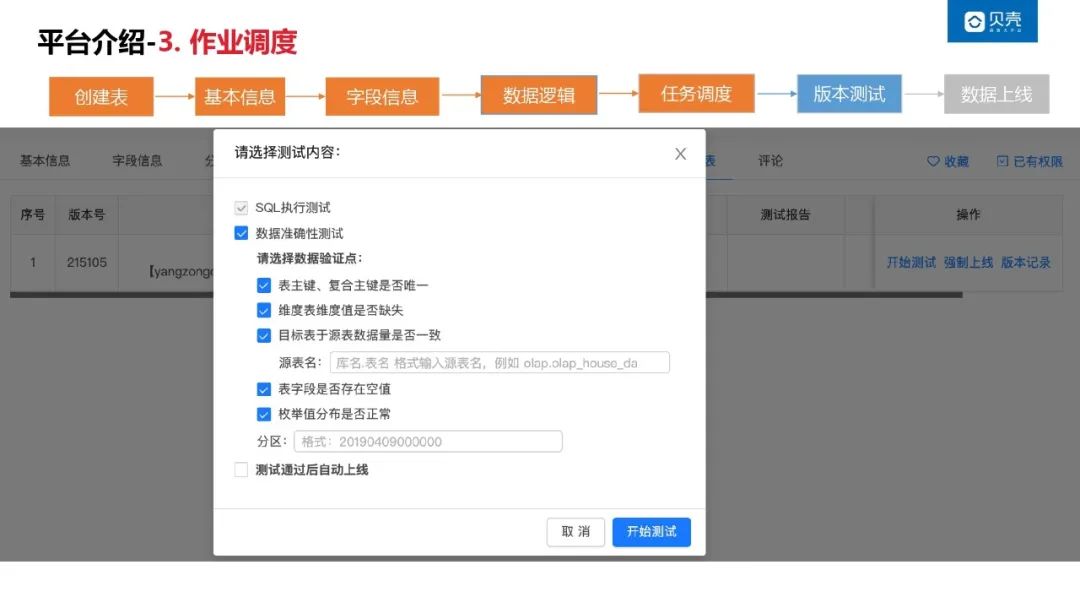 平台介绍-3. 作业调度
贝壳
创建表
基本信息
字段信息
数据逻辑
任务调度
版本测试
数据上线
基本信息 字段信息 分 表 评论 收藏 已有权限
请选择测试内容： X
序号 版本号 测试报告 操作
1 215105 【yangzong 开始测试 强制上线 版本记录
SQL执行测试
数据准确性测试
请选择数据验证点：
表主键、复合主键是否唯一
维度表维度值是否缺失
目标表于源表数据量是否一致
源表名： 库名.表名 格式输入源表名，例如 olap.olap_house_da
表字段是否存在空值
枚举值分布是否正常
分区： 格式：20190409000000
测试通过后自动上线
取 消 开始测试